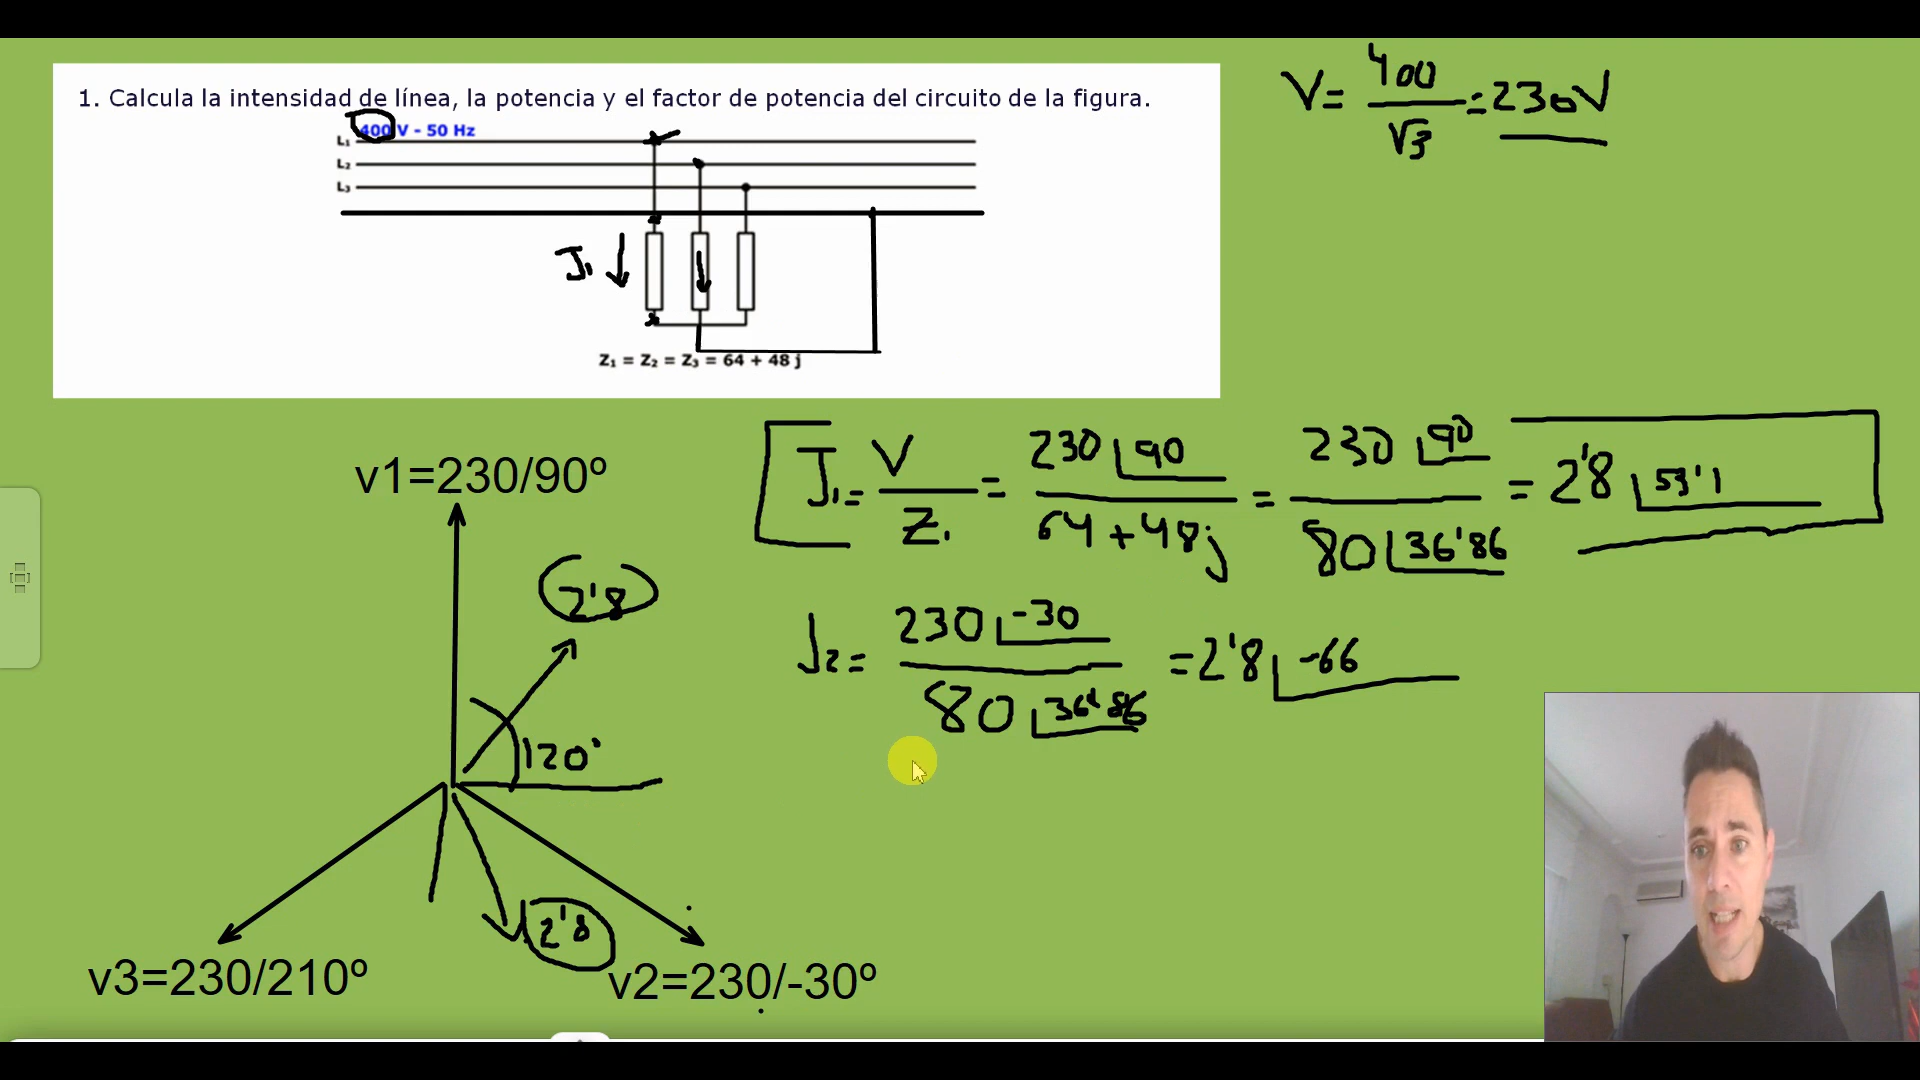 1. Calcula la intensidad de línea, la potencia y el factor de potencia del circuito de la figura.
400 V - 50 Hz
L₁
L₂
L₃
J₁
Z₁ = Z₂ = Z₃ = 64 + 48 j
V = 400/√3 = 230V
J₁ = V/Z₁ = 230∟90 / 64+48j = 230∟90 / 80∟36'86 = 2'8∟53'1
J₂ = 230∟-30 / 80∟36'86 = 2'8∟-66
v1=230/90º
2'8
120°
2'8
v3=230/210º
v2=230/-30º